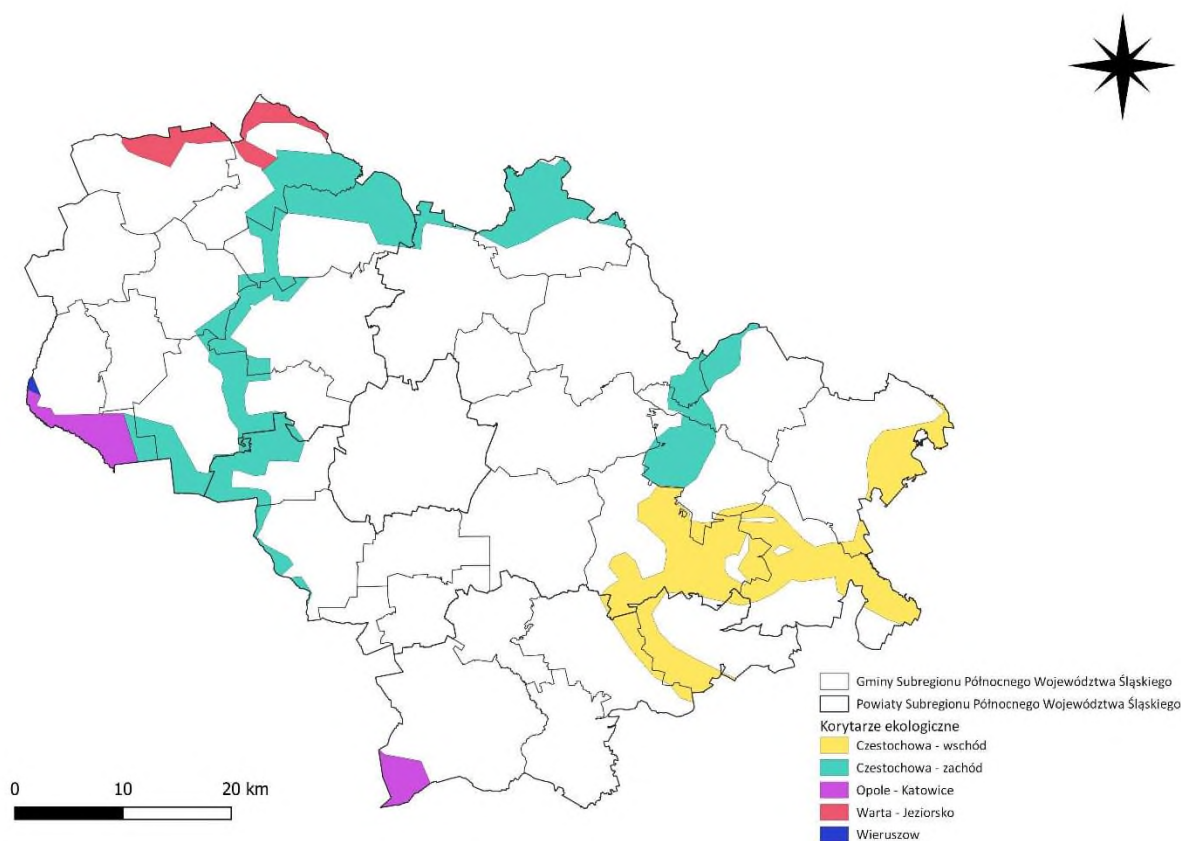 Gminy Subregionu Północnego Województwa Śląskiego
Powiaty Subregionu Północnego Województwa Śląskiego
Korytarze ekologiczne
Czestochowa - wschód
Czestochowa - zachód
Opole - Katowice
Warta - Jeziorsko
Wieruszow
0 10 20 km